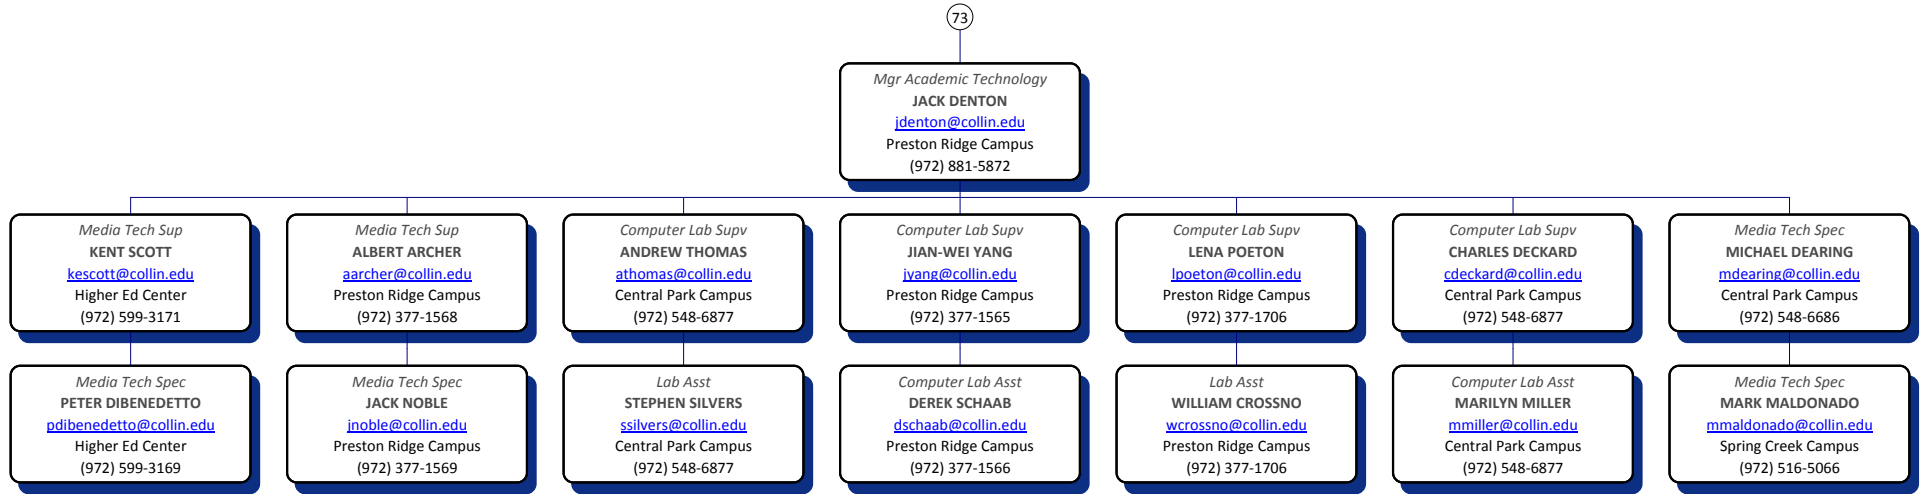 73
Mgr Academic Technology
JACK DENTON
jdenton@collin.edu
Preston Ridge Campus
(972) 881-5872
Media Tech Sup
KENT SCOTT
kescott@collin.edu
Higher Ed Center
(972) 599-3171
Media Tech Sup
ALBERT ARCHER
aarcher@collin.edu
Preston Ridge Campus
(972) 377-1568
Computer Lab Supv
ANDREW THOMAS
athomas@collin.edu
Central Park Campus
(972) 548-6877
Computer Lab Supv
JIAN-WEI YANG
jyang@collin.edu
Preston Ridge Campus
(972) 377-1565
Computer Lab Supv
LENA POETON
lpoeton@collin.edu
Preston Ridge Campus
(972) 377-1706
Computer Lab Supv
CHARLES DECKARD
cdeckard@collin.edu
Central Park Campus
(972) 548-6877
Media Tech Spec
MICHAEL DEARING
mdearing@collin.edu
Central Park Campus
(972) 548-6686
Media Tech Spec
PETER DIBENEDETTO
pdibenedetto@collin.edu
Higher Ed Center
(972) 599-3169
Media Tech Spec
JACK NOBLE
jnoble@collin.edu
Preston Ridge Campus
(972) 377-1569
Lab Asst
STEPHEN SILVERS
ssilvers@collin.edu
Central Park Campus
(972) 548-6877
Computer Lab Asst
DEREK SCHAAB
dschaab@collin.edu
Preston Ridge Campus
(972) 377-1566
Lab Asst
WILLIAM CROSSNO
wcrossno@collin.edu
Preston Ridge Campus
(972) 377-1706
Computer Lab Asst
MARILYN MILLER
mmiller@collin.edu
Central Park Campus
(972) 548-6877
Media Tech Spec
MARK MALDONADO
mmaldonado@collin.edu
Spring Creek Campus
(972) 516-5066